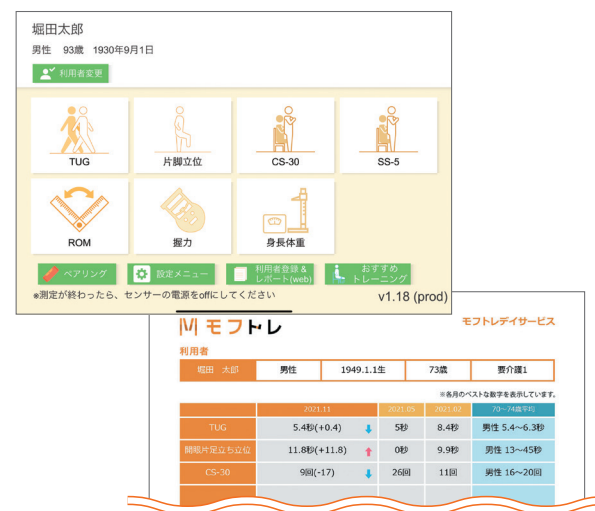 堀田太郎
男性 93歳 1930年9月1日
利用者変更
TUG
片脚立位
CS-30
SS-5
ROM
握力
身長体重
ペアリング
設定メニュー
利用者登録&
レポート(web)
おすすめ
トレーニング
※測定が終わったら、センサーの電源をoffにしてください
v1.18 (prod)
モフトレ
モフトレデイサービス
利用者
堀田 太郎 男性 1949.1.1生 73歳 要介護1
※各月のベストな数字を表示しています。
2021.11 2021.05 2021.02 70~74歳平均
TUG 5.4秒(+0.4) 5秒 8.4秒 男性 5.4~6.3秒
開眼片足立ち立位 11.8秒(+11.8) 0秒 9.9秒 男性 13~45秒
CS-30 9回(-17) 26回 11回 男性 16~20回